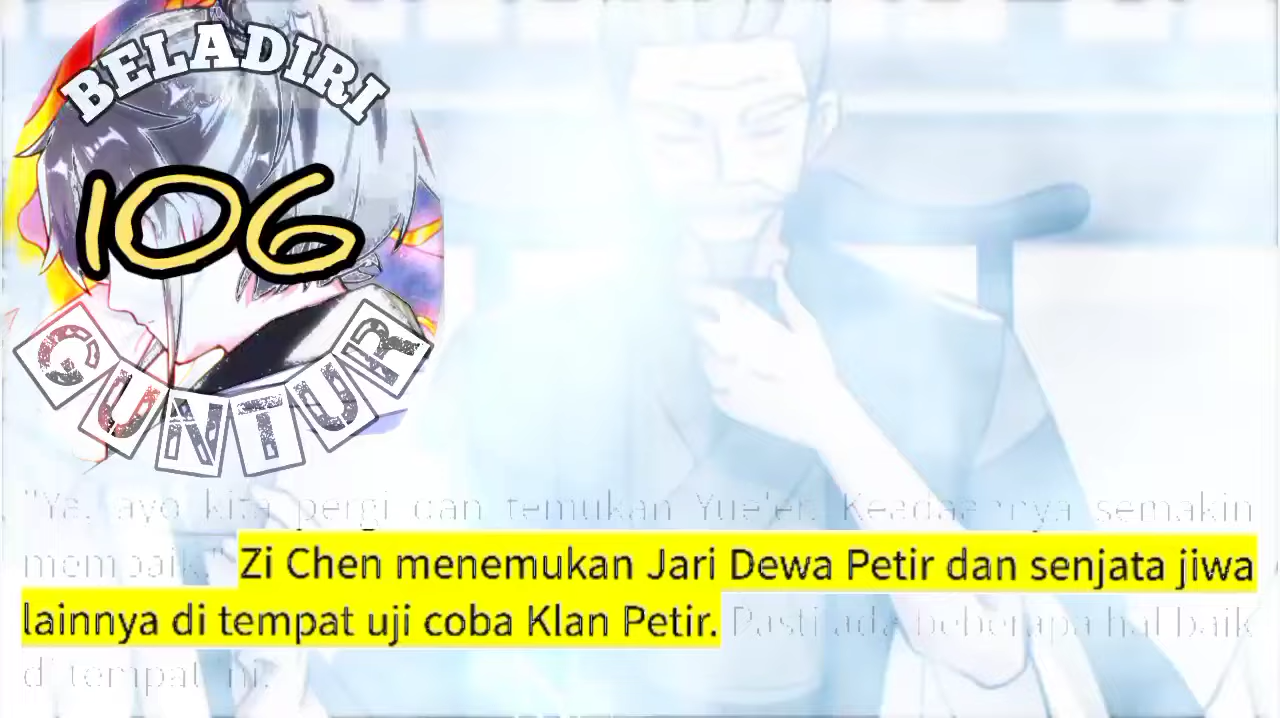 BELADIRI
106
GUNTUR
"Ya, ayo kita pergi dan temukan Yue'er. Keadaannya semakin
membaik." Zi Chen menemukan Jari Dewa Petir dan senjata jiwa
lainnya di tempat uji coba Klan Petir. Pasti ada beberapa hal baik
di tempat ini.